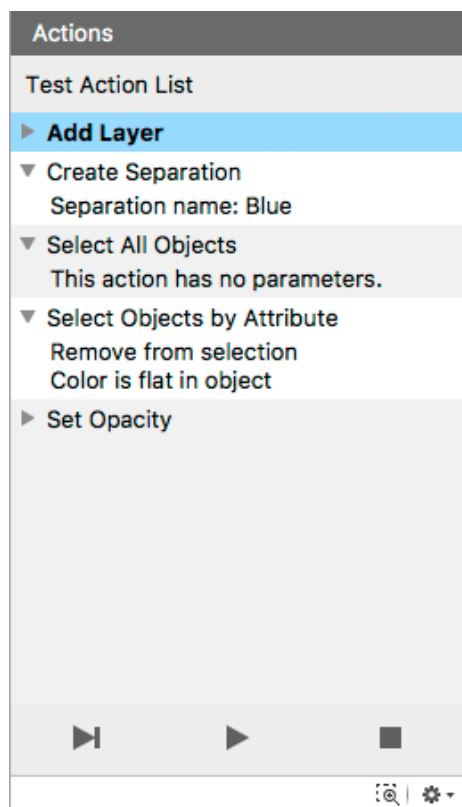 Actions
Test Action List
Add Layer
Create Separation
Separation name: Blue
Select All Objects
This action has no parameters.
Select Objects by Attribute
Remove from selection
Color is flat in object
Set Opacity